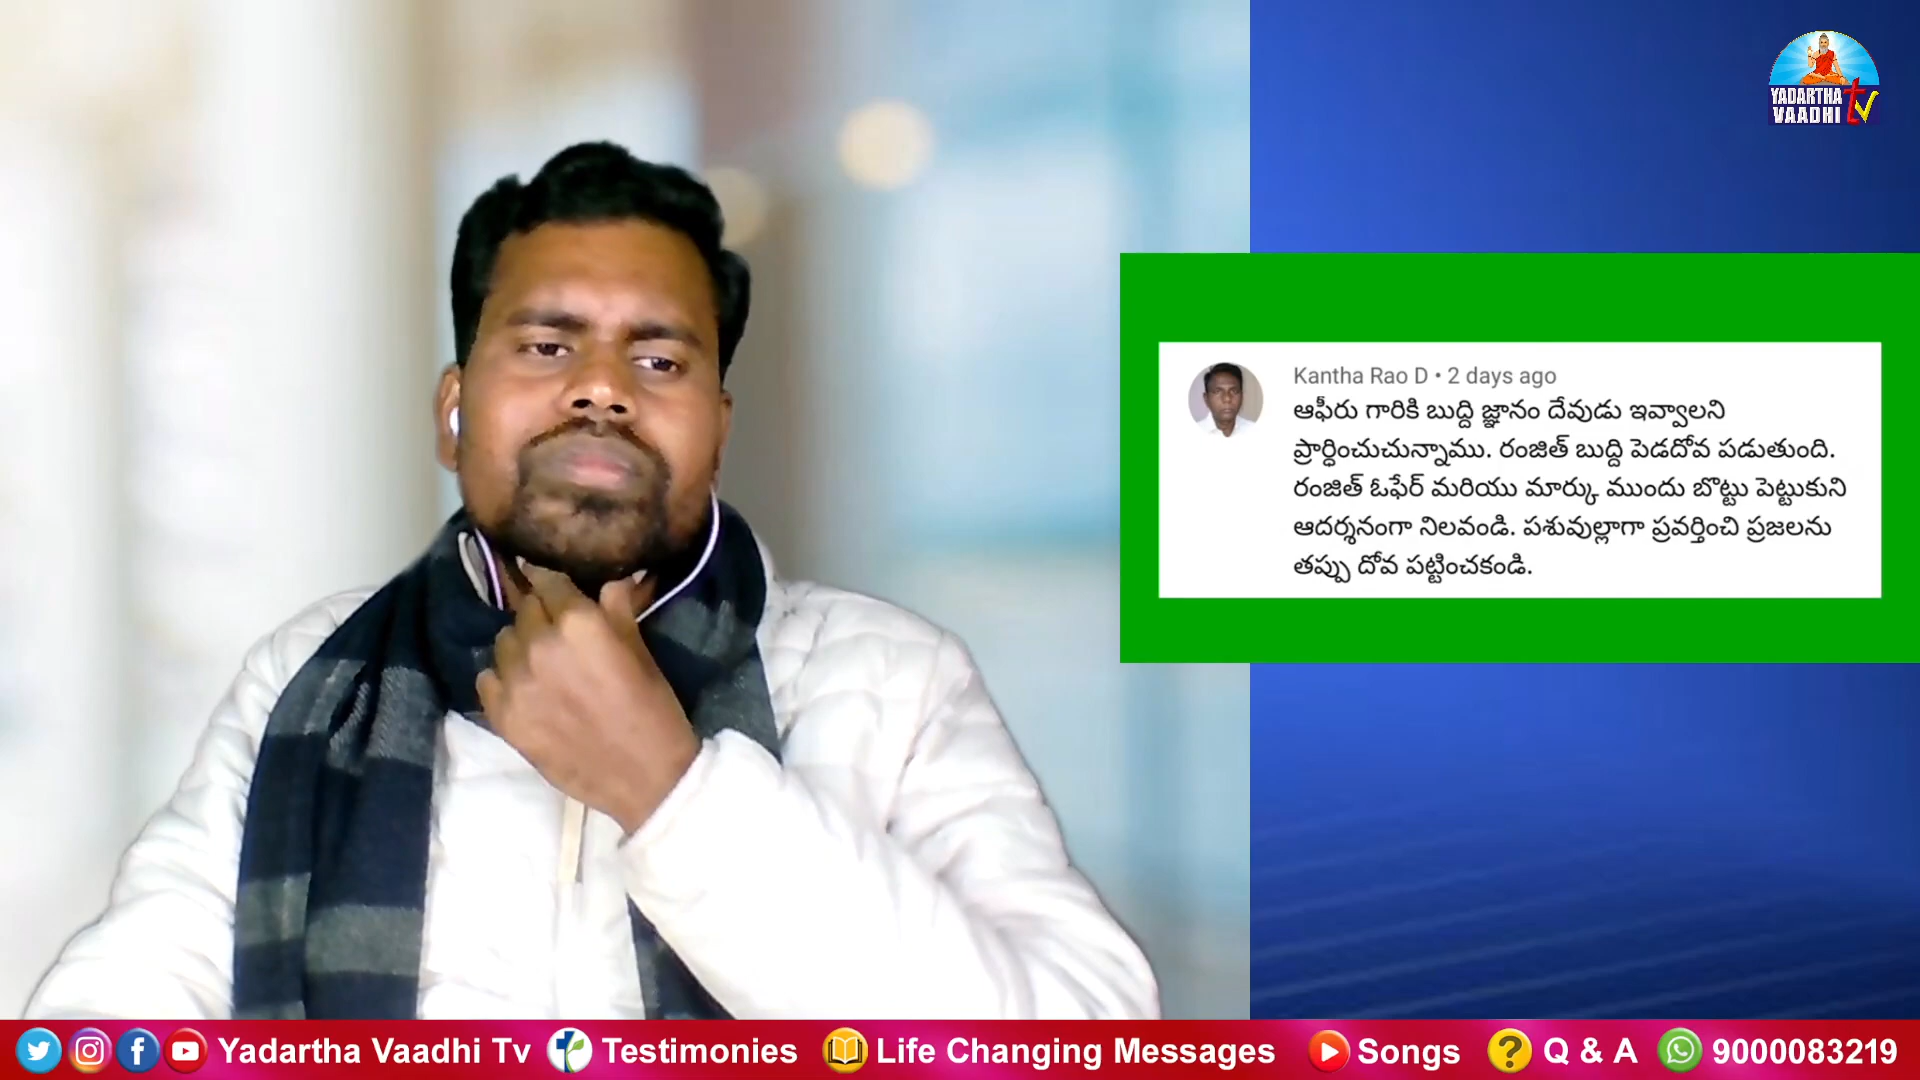 YADARTHA
VAADHI tv
Kantha Rao D • 2 days ago
ఆఫీరు గారికి బుద్ది జ్ఞానం దేవుడు ఇవ్వాలని
ప్రార్ధించుచున్నాము. రంజిత్ బుద్ది పెడదోవ పడుతుంది.
రంజిత్ ఓఫేర్ మరియు మార్కు ముందు బొట్టు పెట్టుకుని
ఆదర్శనంగా నిలవండి. పశువుల్లాగా ప్రవర్తించి ప్రజలను
తప్పు దోవ పట్టించకండి.
Yadartha Vaadhi Tv Testimonies Life Changing Messages Songs Q & A 9000083219